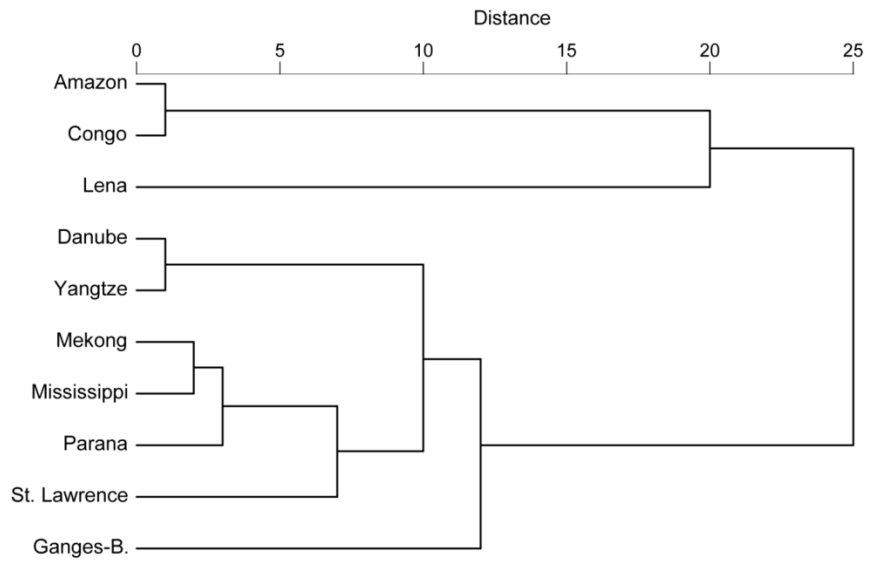 Distance
0 5 10 15 20 25
Amazon
Congo
Lena
Danube
Yangtze
Mekong
Mississippi
Parana
St. Lawrence
Ganges-B.